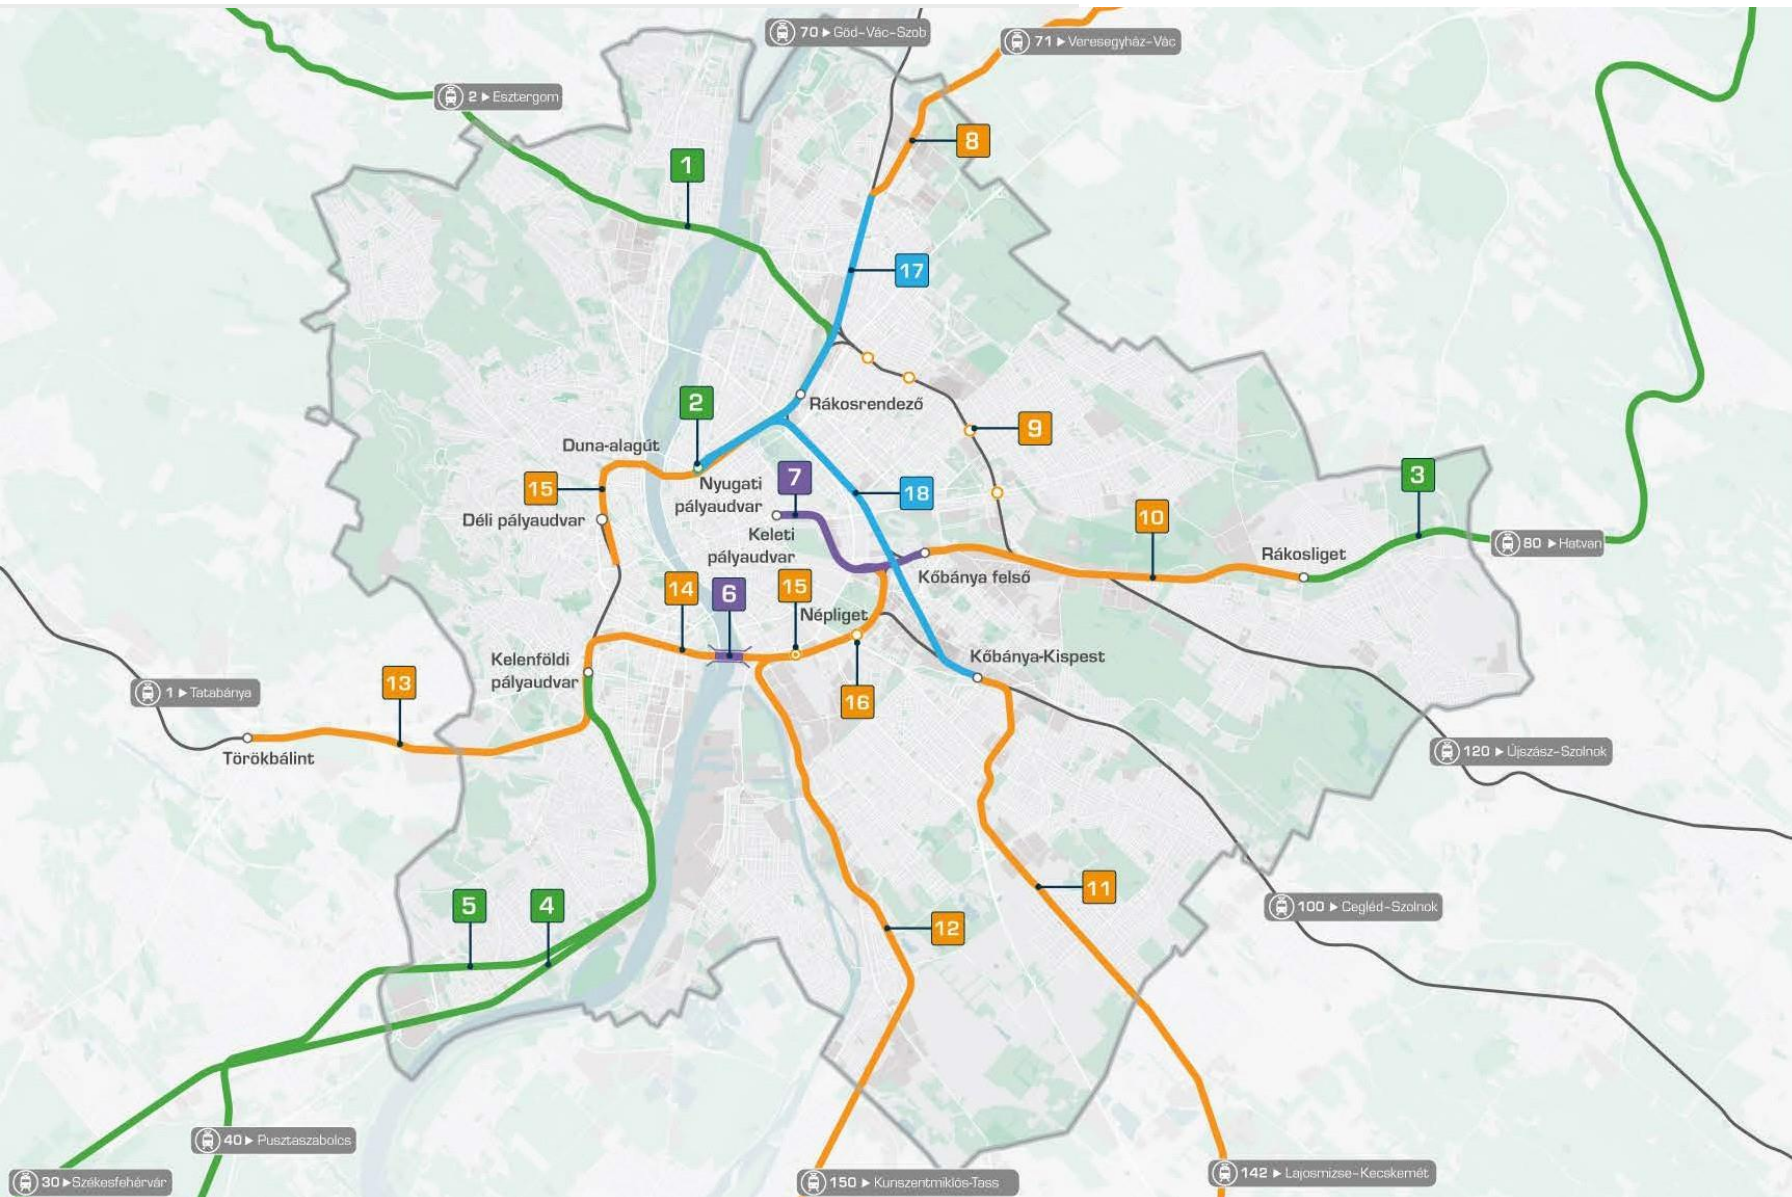 70 ▶ Göd-Vác-Szob
71 ▶ Veresegyház-Vác
2 ▶ Esztergom
8
1
17
2
Rákosrendező
Duna-alagút
9
7
3
15
Nyugati
pályaudvar
18
10
Déli pályaudvar
Keleti
pályaudvar
80 ▶ Hatvan
Rákosliget
Kőbánya felső
14
6
15
Népliget
Kelenföldi
pályaudvar
Kőbánya-Kispest
1 ▶ Tatabánya
13
16
Törökbálint
120 ▶ Újszász-Szolnok
11
5
4
100 ▶ Cegléd-Szolnok
12
40 ▶ Pusztaszabolcs
30 ▶ Székesfehérvár
150 ▶ Kunszentmiklós-Tass
142 ▶ Lajosmizse-Kecskemét